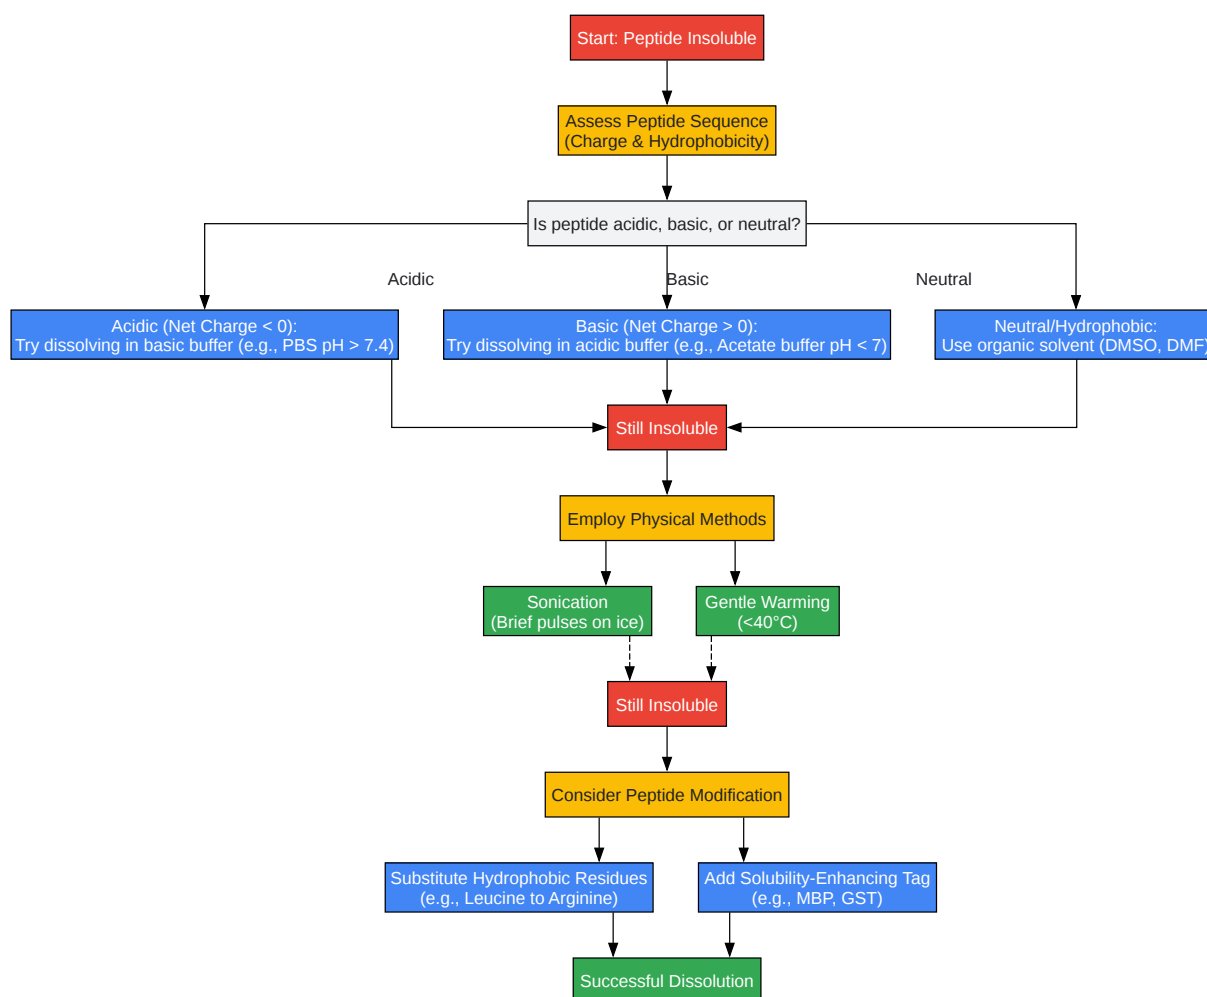 Start: Peptide Insoluble
Assess Peptide Sequence
(Charge & Hydrophobicity)
Is peptide acidic, basic, or neutral?
Acidic
Basic
Neutral
Acidic (Net Charge < 0):
Try dissolving in basic buffer (e.g., PBS pH > 7.4)
Basic (Net Charge > 0):
Try dissolving in acidic buffer (e.g., Acetate buffer pH < 7)
Neutral/Hydrophobic:
Use organic solvent (DMSO, DMF)
Still Insoluble
Employ Physical Methods
Sonication
(Brief pulses on ice)
Gentle Warming
(<40°C)
Still Insoluble
Consider Peptide Modification
Substitute Hydrophobic Residues
(e.g., Leucine to Arginine)
Add Solubility-Enhancing Tag
(e.g., MBP, GST)
Successful Dissolution